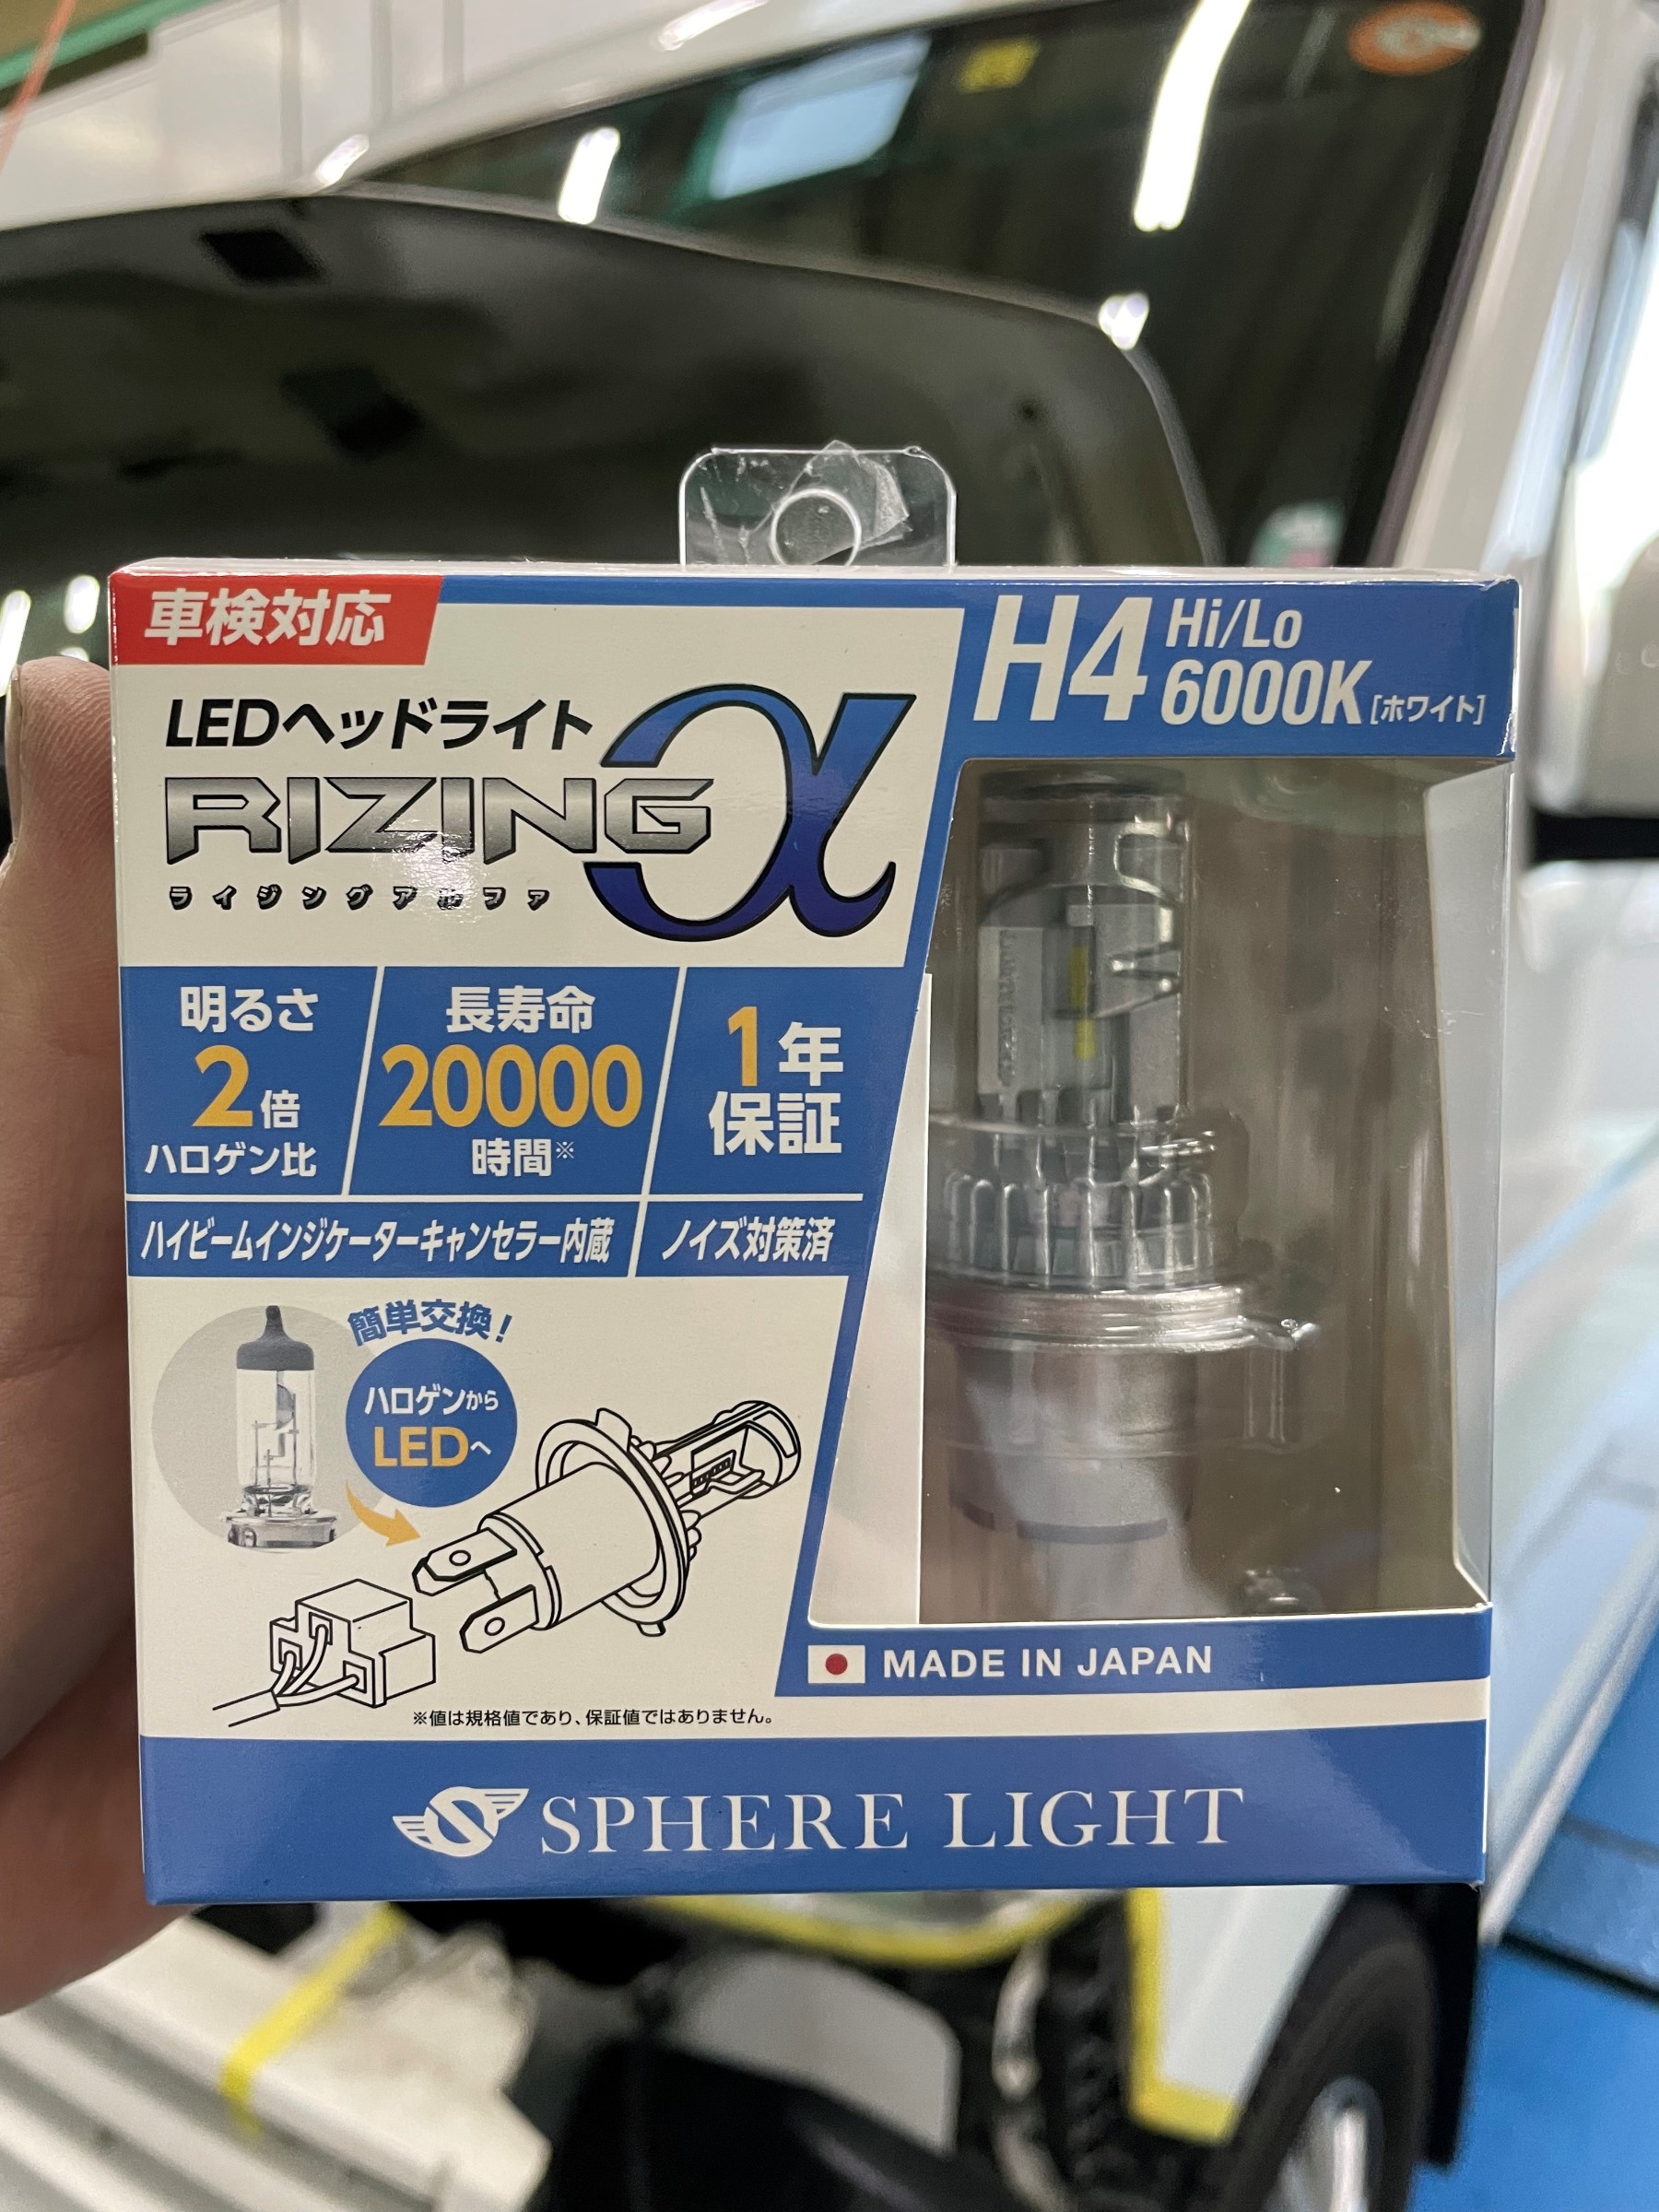 車検対応
LEDヘッドライト
RIZINGα
ライジングアルファ
H4 Hi/Lo
6000K [ホワイト]
明るさ
2倍
ハロゲン比
長寿命
20000
時間※
1年
保証
ハイビームインジケーターキャンセラー内蔵
ノイズ対策済
簡単交換!
ハロゲンから
LEDへ
※値は規格値であり、保証値ではありません。
MADE IN JAPAN
SPHERE LIGHT